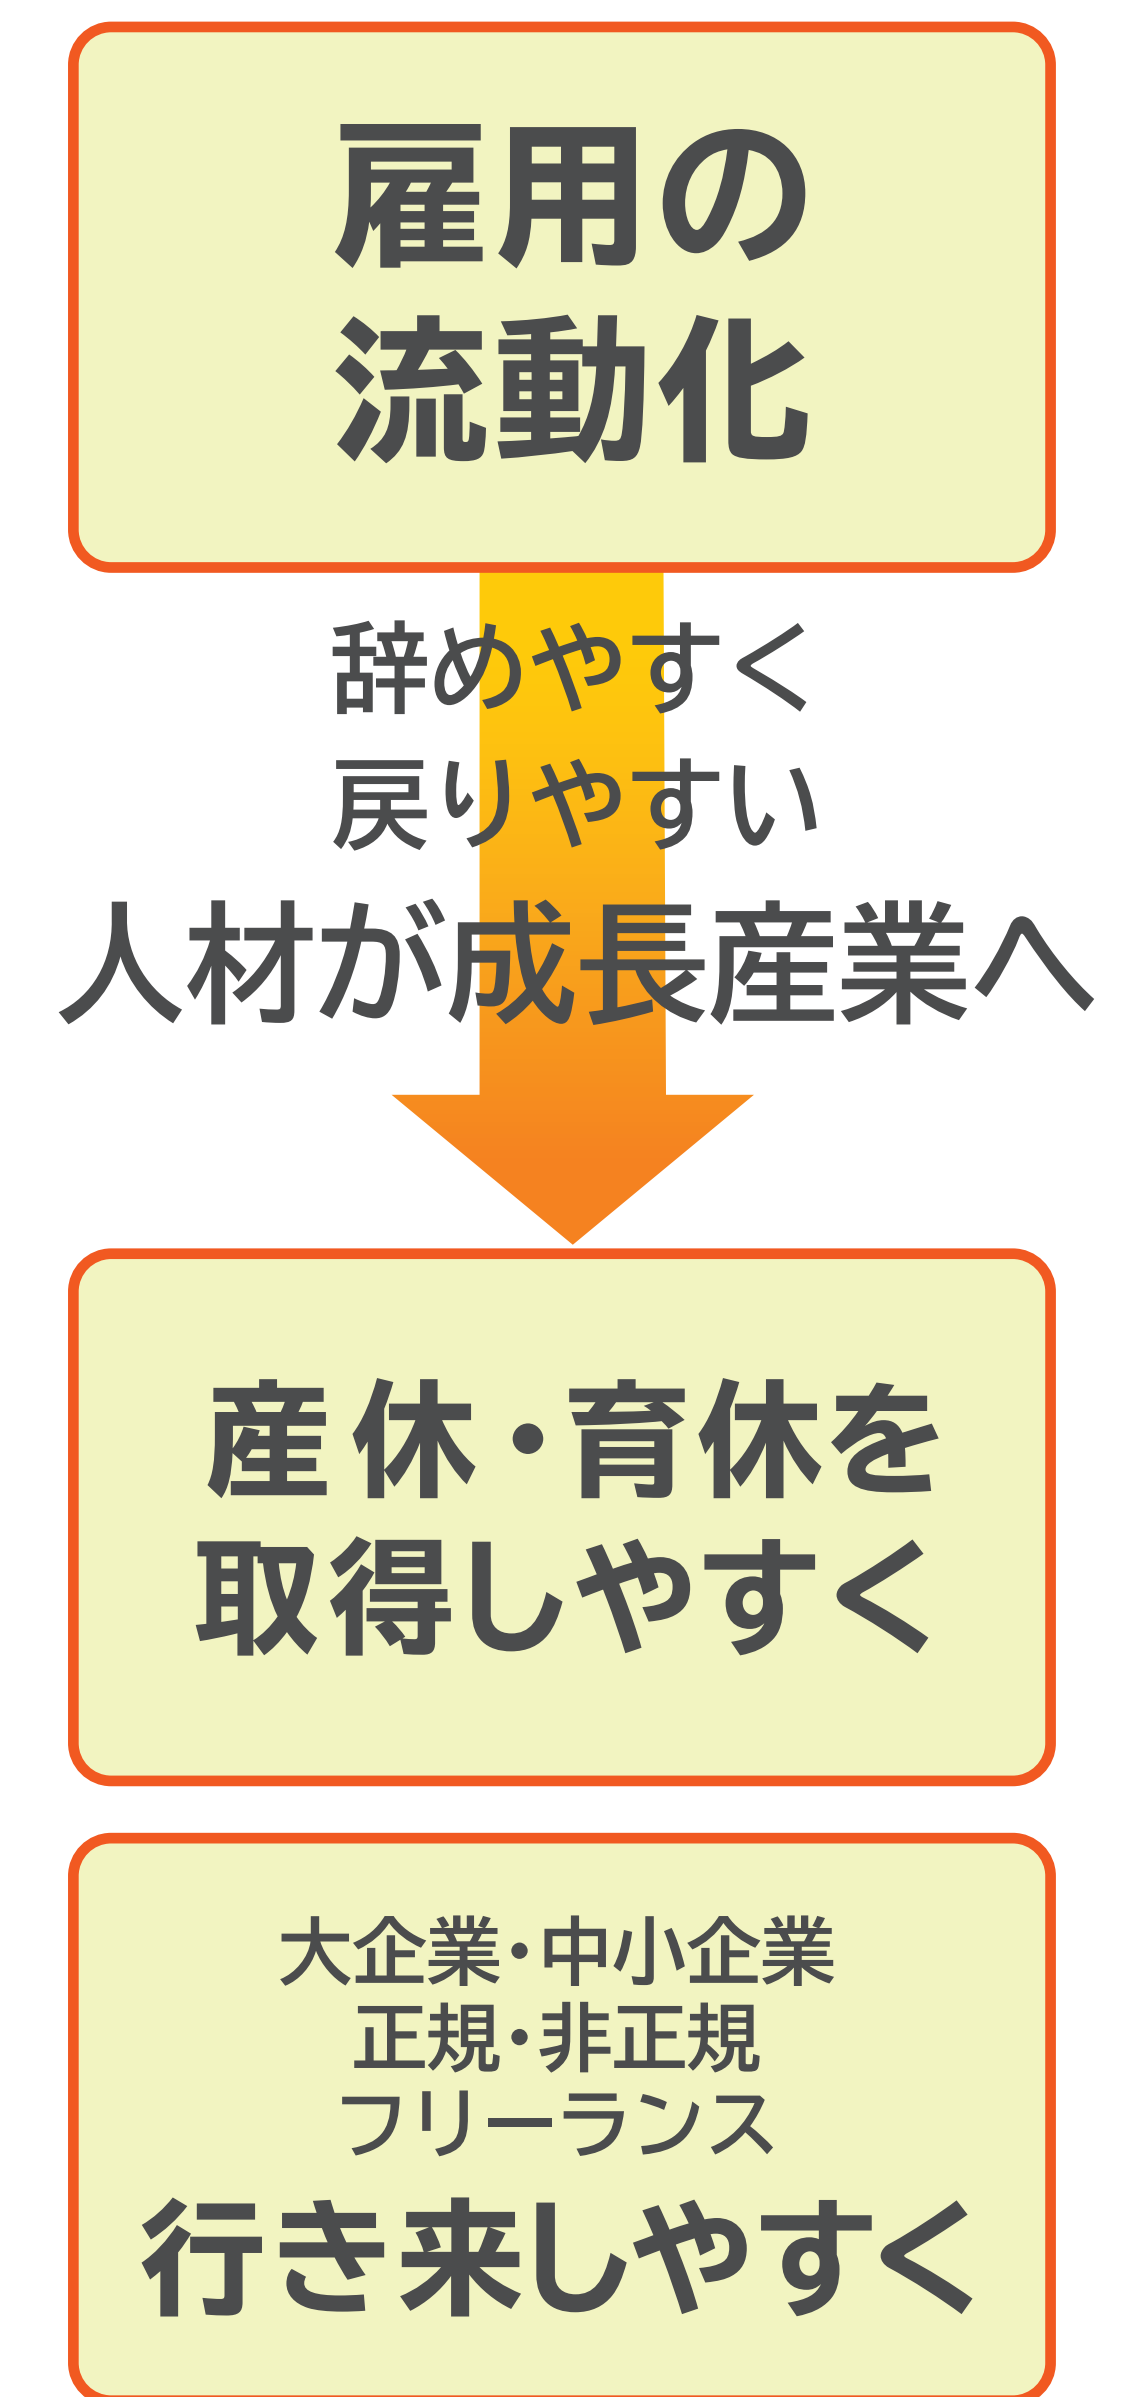 雇用の
流動化
辞めやすく
戻りやすい
人材が成長産業へ
産休・育休を
取得しやすく
大企業・中小企業
正規・非正規
フリーランス
行き来しやすく